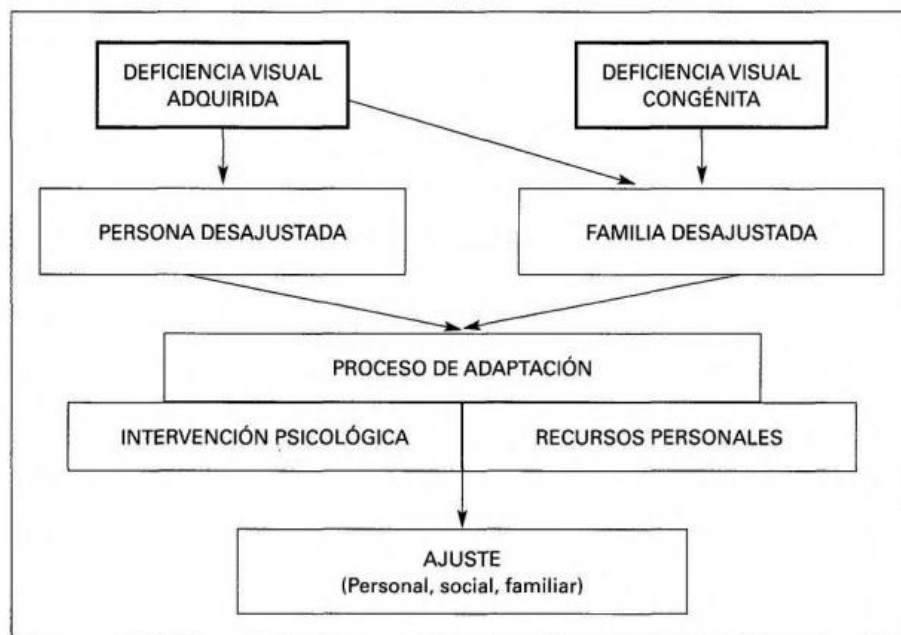 DEFICIENCIA VISUAL
ADQUIRIDA
DEFICIENCIA VISUAL
CONGÉNITA
PERSONA DESAJUSTADA
FAMILIA DESAJUSTADA
PROCESO DE ADAPTACIÓN
INTERVENCIÓN PSICOLÓGICA
RECURSOS PERSONALES
AJUSTE
(Personal, social, familiar)